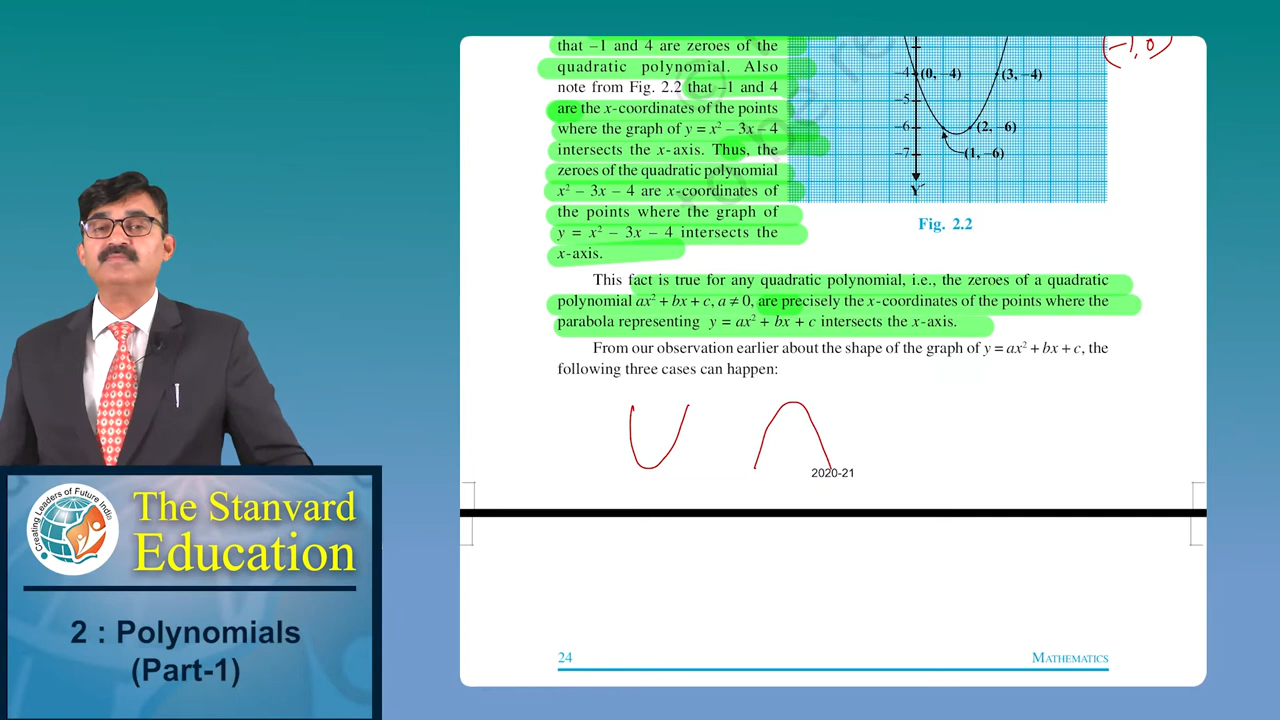 that –1 and 4 are zeroes of the
quadratic polynomial. Also
note from Fig. 2.2 that –1 and 4
are the x-coordinates of the points
where the graph of y = x² – 3x – 4
intersects the x-axis. Thus, the
zeroes of the quadratic polynomial
x² – 3x – 4 are x-coordinates of
the points where the graph of
y = x² – 3x – 4 intersects the
x-axis.
(–1, 0)
–4
(0, –4)
(3, –4)
–5
–6
(2, –6)
–7
(1, –6)
Y′
Fig. 2.2
This fact is true for any quadratic polynomial, i.e., the zeroes of a quadratic
polynomial ax² + bx + c, a ≠ 0, are precisely the x-coordinates of the points where the
parabola representing y = ax² + bx + c intersects the x-axis.
From our observation earlier about the shape of the graph of y = ax² + bx + c, the
following three cases can happen:
2020-21
24
MATHEMATICS
Creating Leaders of Future India
The Stanvard
Education
2 : Polynomials
(Part-1)